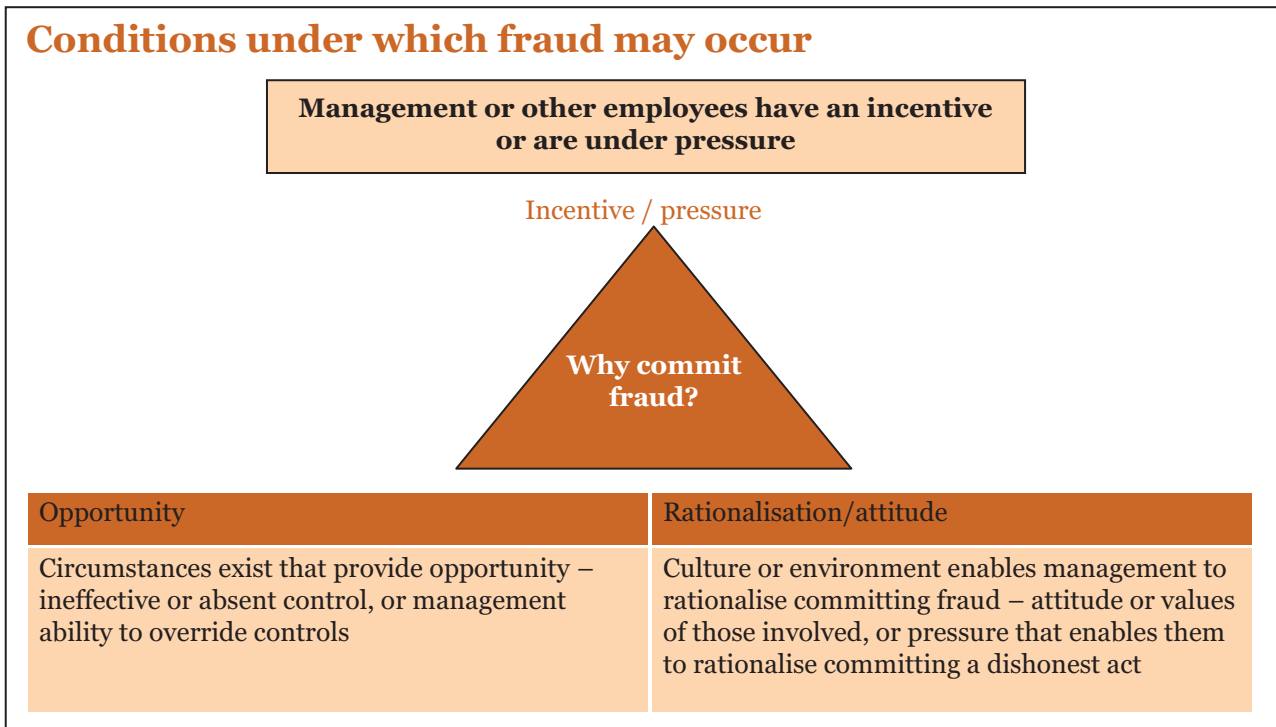 Conditions under which fraud may occur
Management or other employees have an incentive
or are under pressure
Incentive / pressure
Why commit
fraud?
Opportunity
Rationalisation/attitude
Circumstances exist that provide opportunity –
ineffective or absent control, or management
ability to override controls
Culture or environment enables management to
rationalise committing fraud – attitude or values
of those involved, or pressure that enables them
to rationalise committing a dishonest act